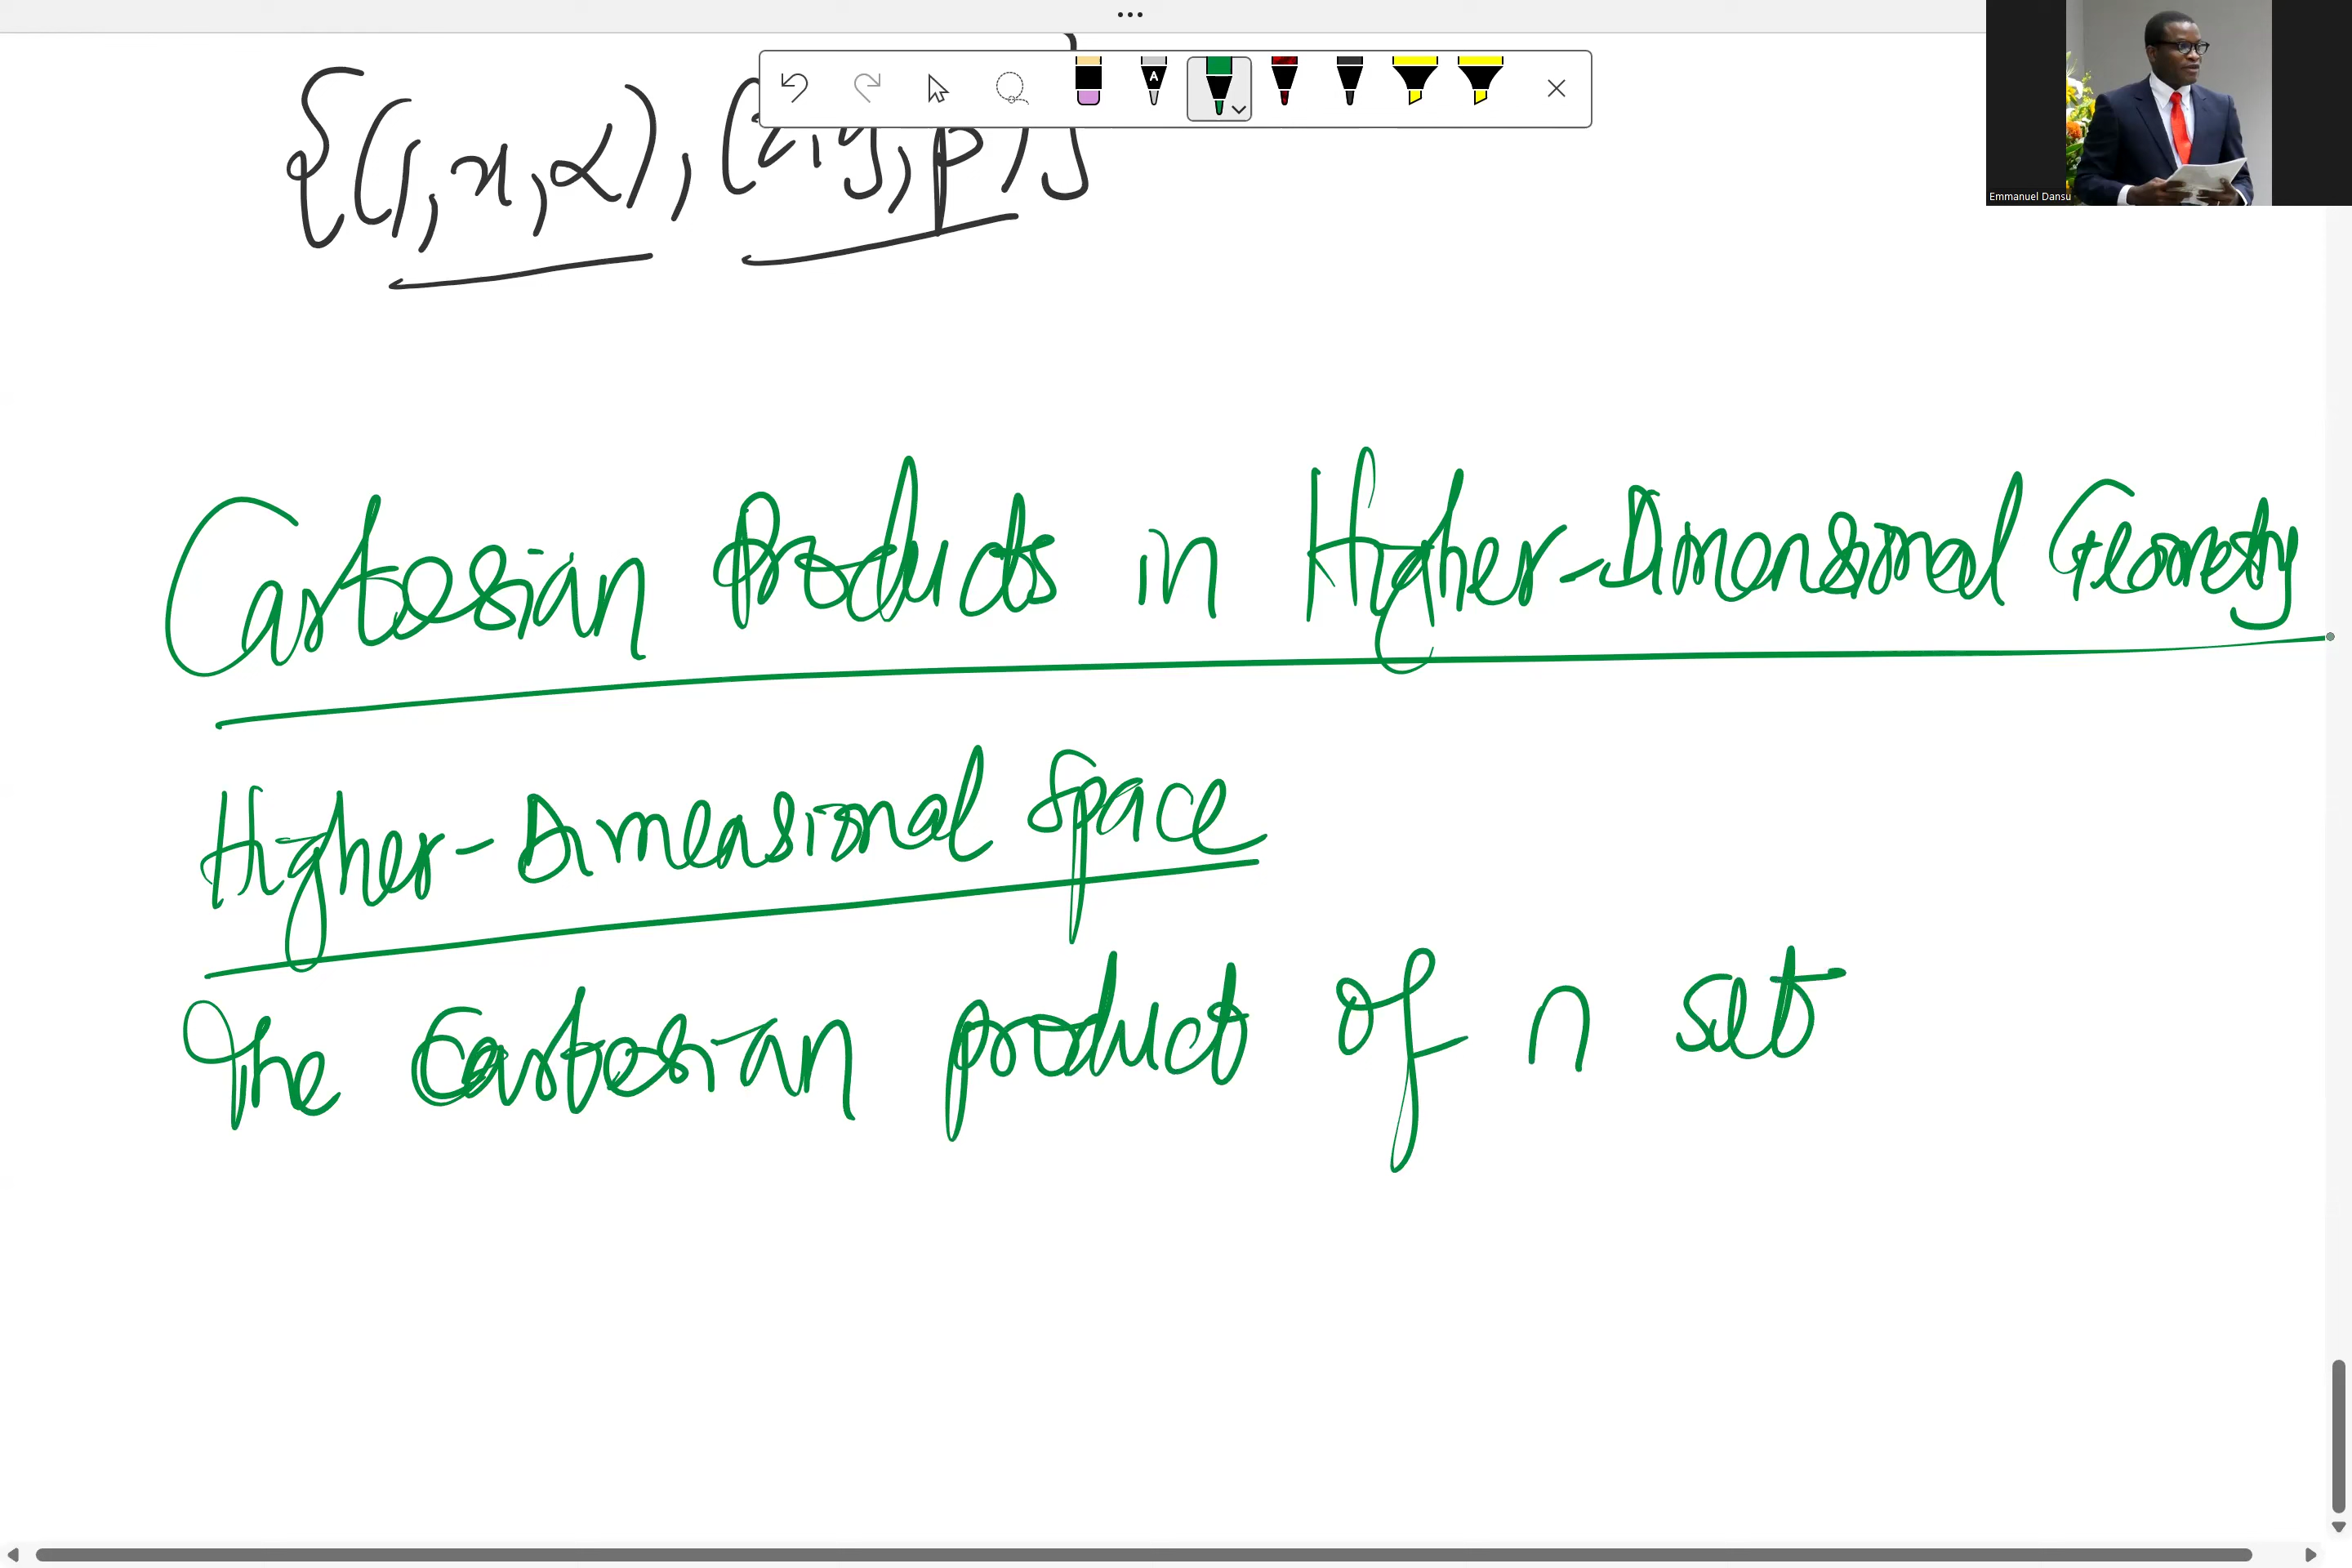 {(1, x, α), (2, y, β)}
Emmanuel Dansu
Cartesian Products in Higher-Dimensional Geometry
Higher-Dimensional Space
The Cartesian product of n set